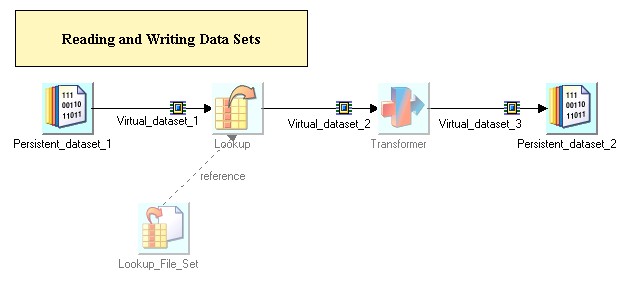 Reading and Writing Data Sets
111
00110
11011
111
00110
11011
Virtual_dataset_1
Virtual_dataset_2
Virtual_dataset_3
Persistent_dataset_1
Lookup
Transformer
Persistent_dataset_2
reference
Lookup_File_Set